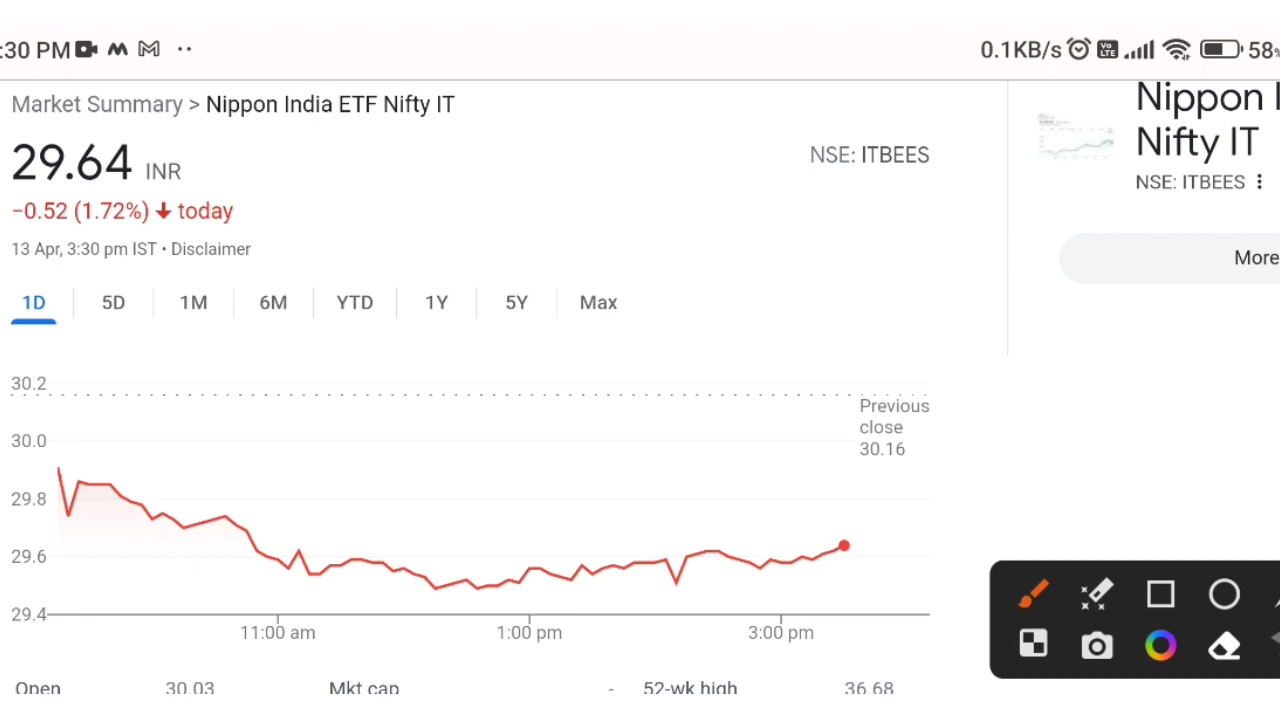 :30 PM
0.1KB/s 58%
Market Summary > Nippon India ETF Nifty IT
29.64 INR
NSE: ITBEES
−0.52 (1.72%) today
13 Apr, 3:30 pm IST • Disclaimer
1D 5D 1M 6M YTD 1Y 5Y Max
30.2
30.0
29.8
29.6
29.4
Previous
close
30.16
11:00 am 1:00 pm 3:00 pm
Open 30.03 Mkt cap - 52-wk high 36.68
Nippon
Nifty IT
NSE: ITBEES
More